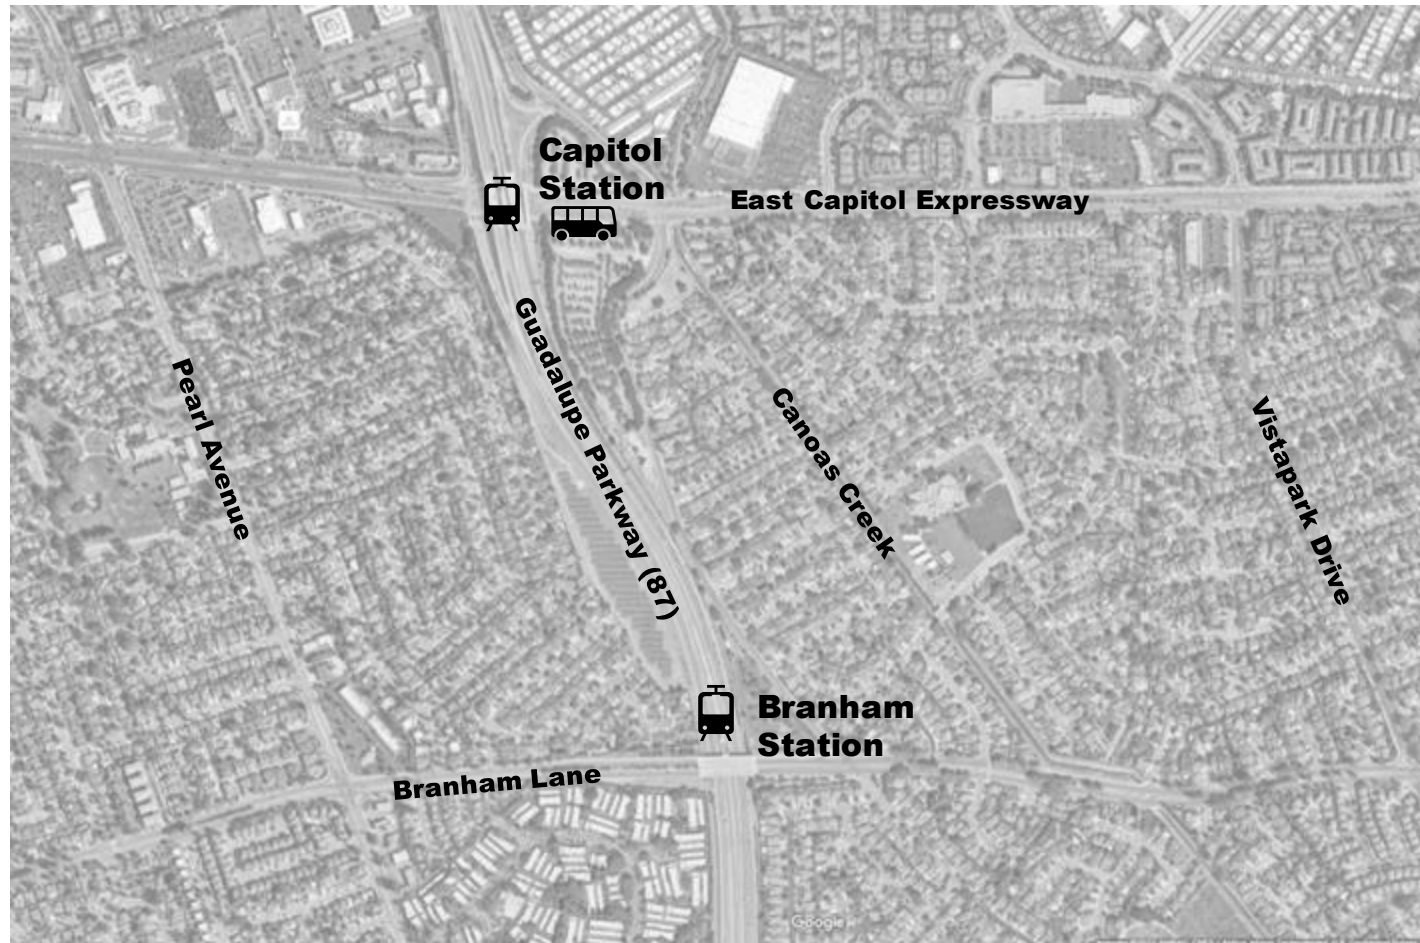 Capitol
Station
East Capitol Expressway
Guadalupe Parkway (87)
Pearl Avenue
Canoas Creek
Vistapark Drive
Branham
Station
Branham Lane
Google